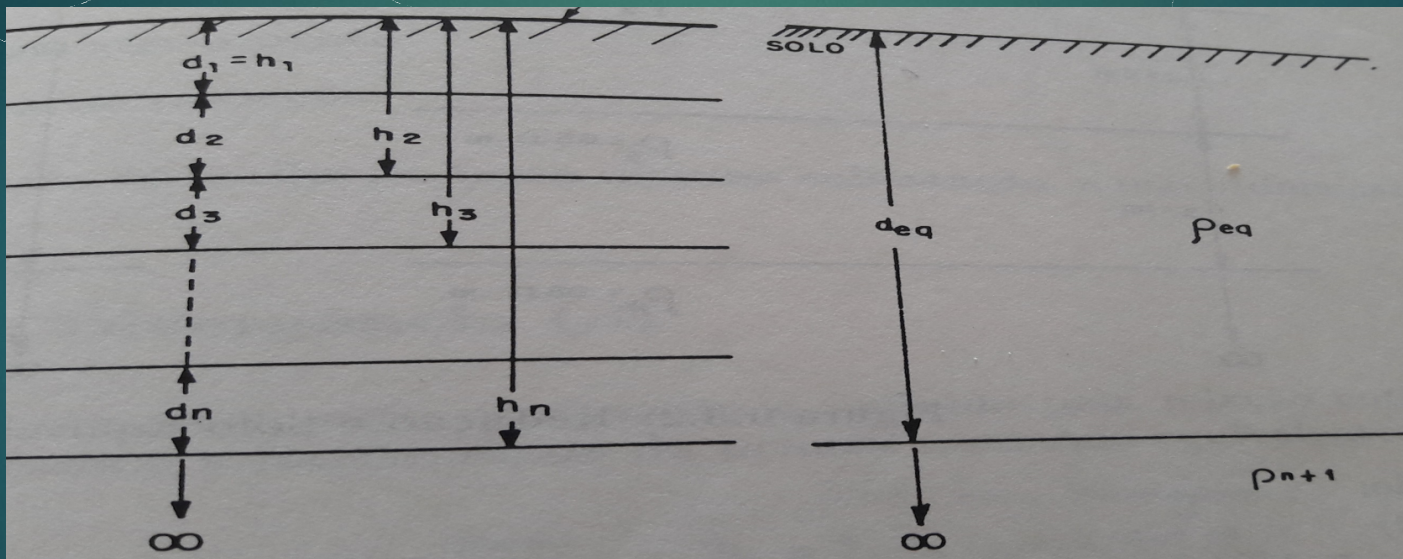 d₁ = h₁
d₂
h₂
d₃
h₃
dn
hn
∞
SOLO
deq
ρeq
ρn+1
∞